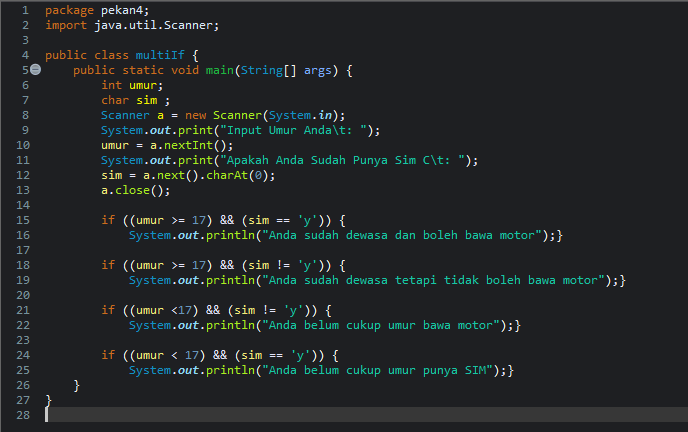 1 package pekan4;
2 import java.util.Scanner;
3
4 public class multiIf {
5 public static void main(String[] args) {
6 int umur;
7 char sim ;
8 Scanner a = new Scanner(System.in);
9 System.out.print("Input Umur Anda\t: ");
10 umur = a.nextInt();
11 System.out.print("Apakah Anda Sudah Punya Sim C\t: ");
12 sim = a.next().charAt(0);
13 a.close();
14
15 if ((umur >= 17) && (sim == 'y')) {
16 System.out.println("Anda sudah dewasa dan boleh bawa motor");}
17
18 if ((umur >= 17) && (sim != 'y')) {
19 System.out.println("Anda sudah dewasa tetapi tidak boleh bawa motor");}
20
21 if ((umur <17) && (sim != 'y')) {
22 System.out.println("Anda belum cukup umur bawa motor");}
23
24 if ((umur < 17) && (sim == 'y')) {
25 System.out.println("Anda belum cukup umur punya SIM");}
26 }
27 }
28